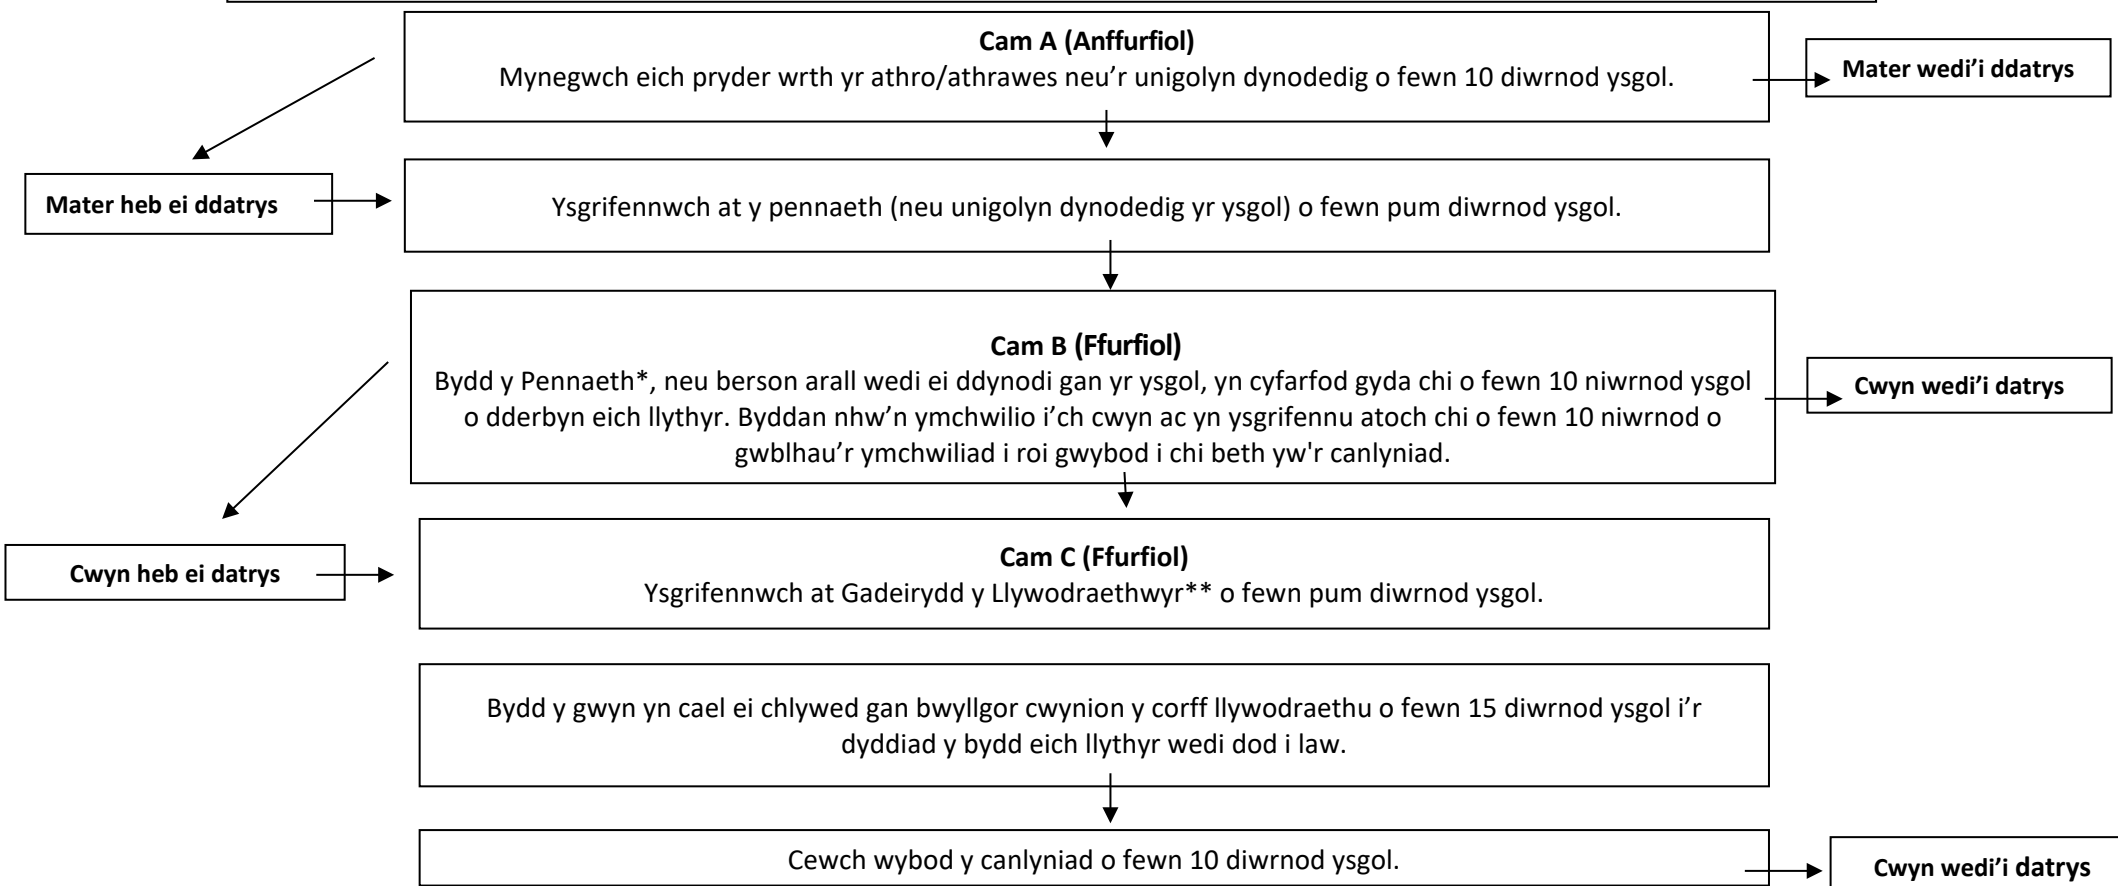 Cam A (Anffurfiol)
Mynegwch eich pryder wrth yr athro/athrawes neu’r unigolyn dynodedig o fewn 10 diwrnod ysgol.
Mater wedi’i ddatrys
Mater heb ei ddatrys
Ysgrifennwch at y pennaeth (neu unigolyn dynodedig yr ysgol) o fewn pum diwrnod ysgol.
Cam B (Ffurfiol)
Bydd y Pennaeth*, neu berson arall wedi ei ddynodi gan yr ysgol, yn cyfarfod gyda chi o fewn 10 niwrnod ysgol
o dderbyn eich llythyr. Byddan nhw’n ymchwilio i’ch cwyn ac yn ysgrifennu atoch chi o fewn 10 niwrnod o
gwblhau’r ymchwiliad i roi gwybod i chi beth yw'r canlyniad.
Cwyn wedi’i datrys
Cwyn heb ei datrys
Cam C (Ffurfiol)
Ysgrifennwch at Gadeirydd y Llywodraethwyr** o fewn pum diwrnod ysgol.
Bydd y gwyn yn cael ei chlywed gan bwyllgor cwynion y corff llywodraethu o fewn 15 diwrnod ysgol i’r
dyddiad y bydd eich llythyr wedi dod i law.
Cewch wybod y canlyniad o fewn 10 diwrnod ysgol.
Cwyn wedi’i datrys